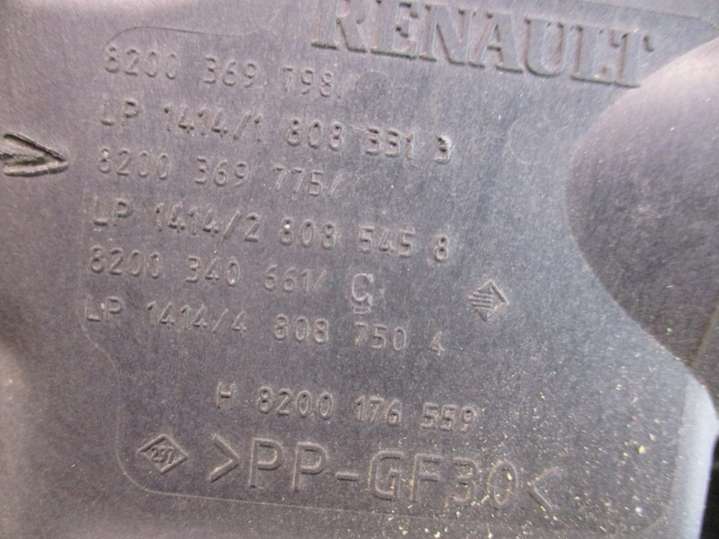 RENAULT
8200 369 798/
LP 1414/1 808 331 3
8200 369 775/
LP 1414/2 808 545 8
8200 340 661/ Ç
LP 1414/4 808 750 4
H 8200 176 559
297 >PP-GF30<